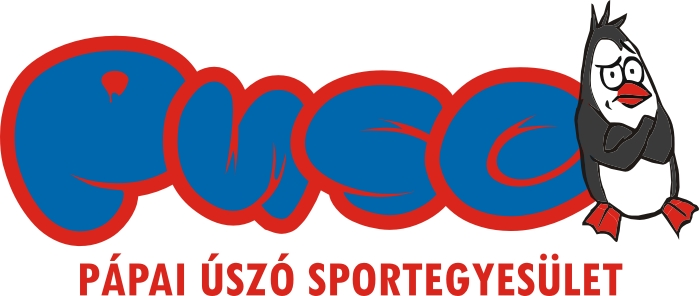 PUSE
PÁPAI ÚSZÓ SPORTEGYESÜLET